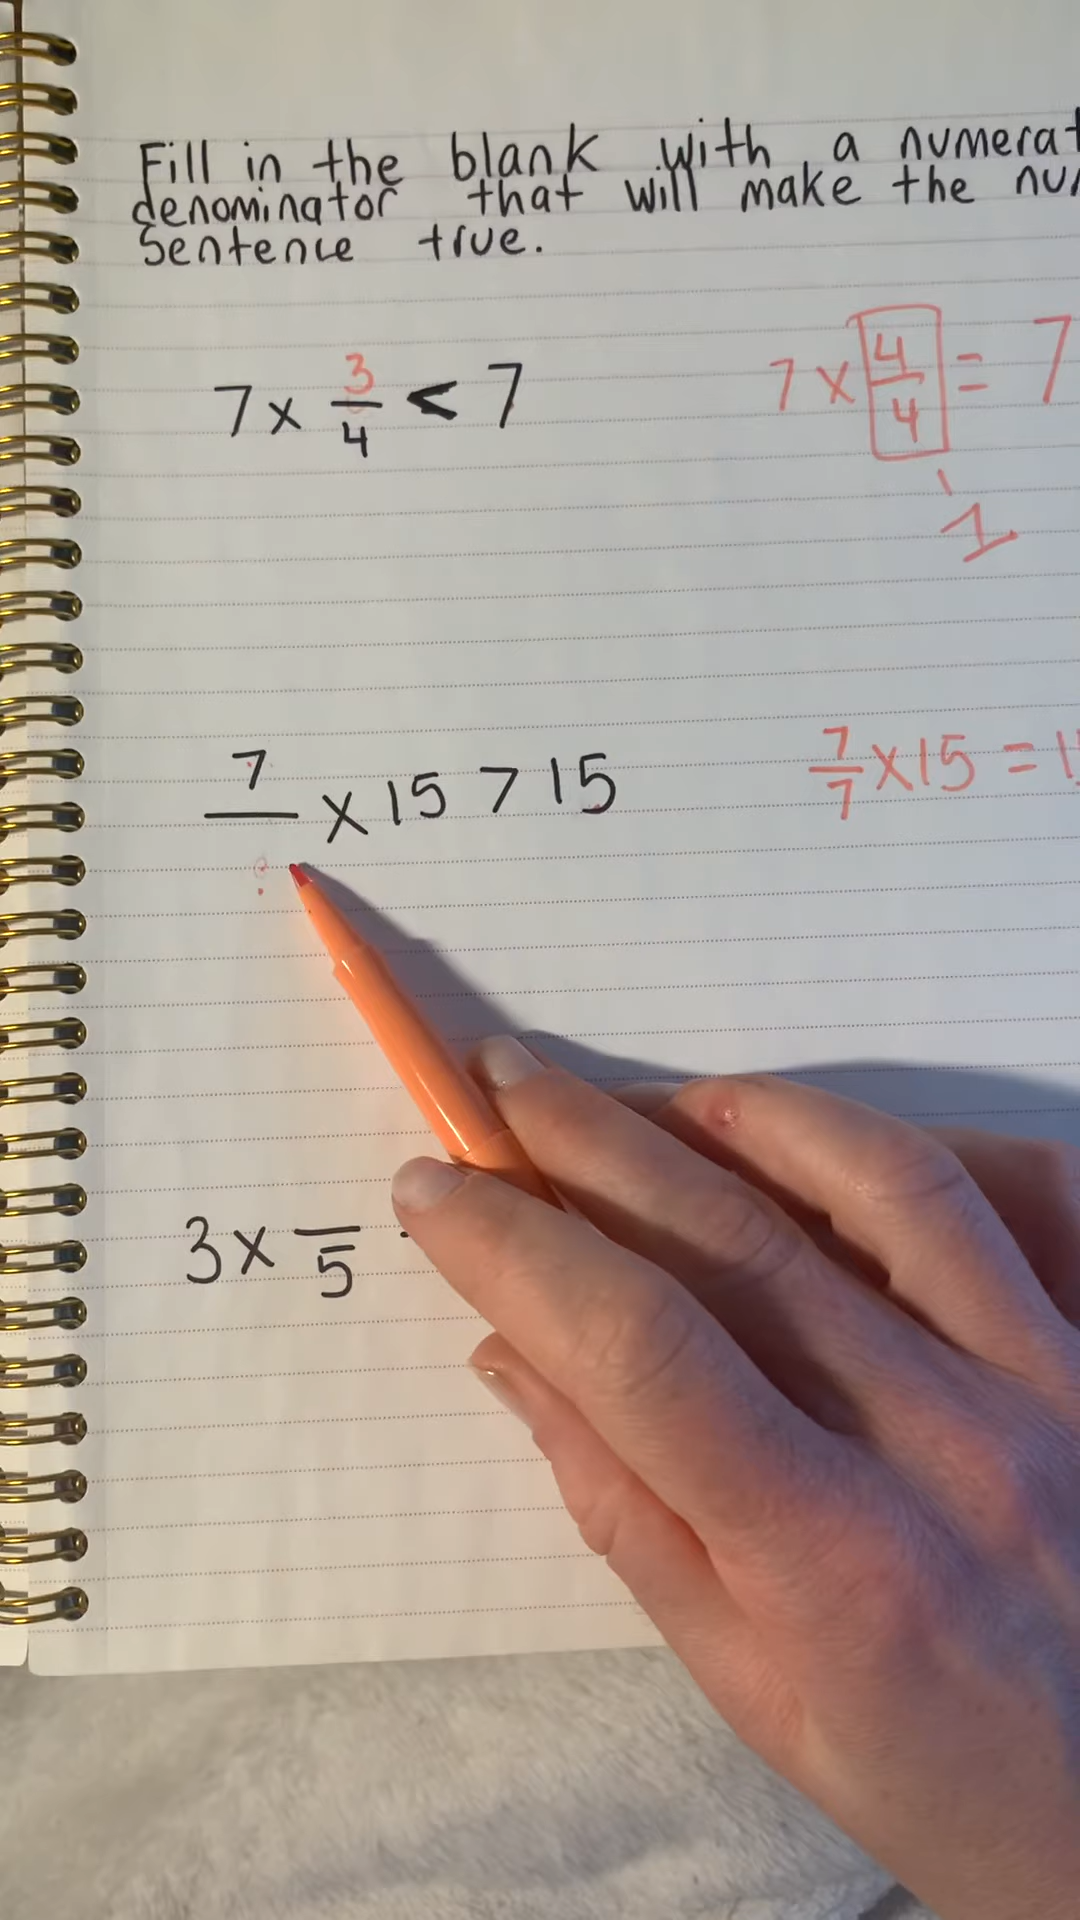 Fill in the blank with a numerat
denominator that will make the nu
Sentence true.
7 x 3/4 < 7
7 x 4/4 = 7
1
7/ x 15 > 15
7/7 x 15 = 1
3 x /5